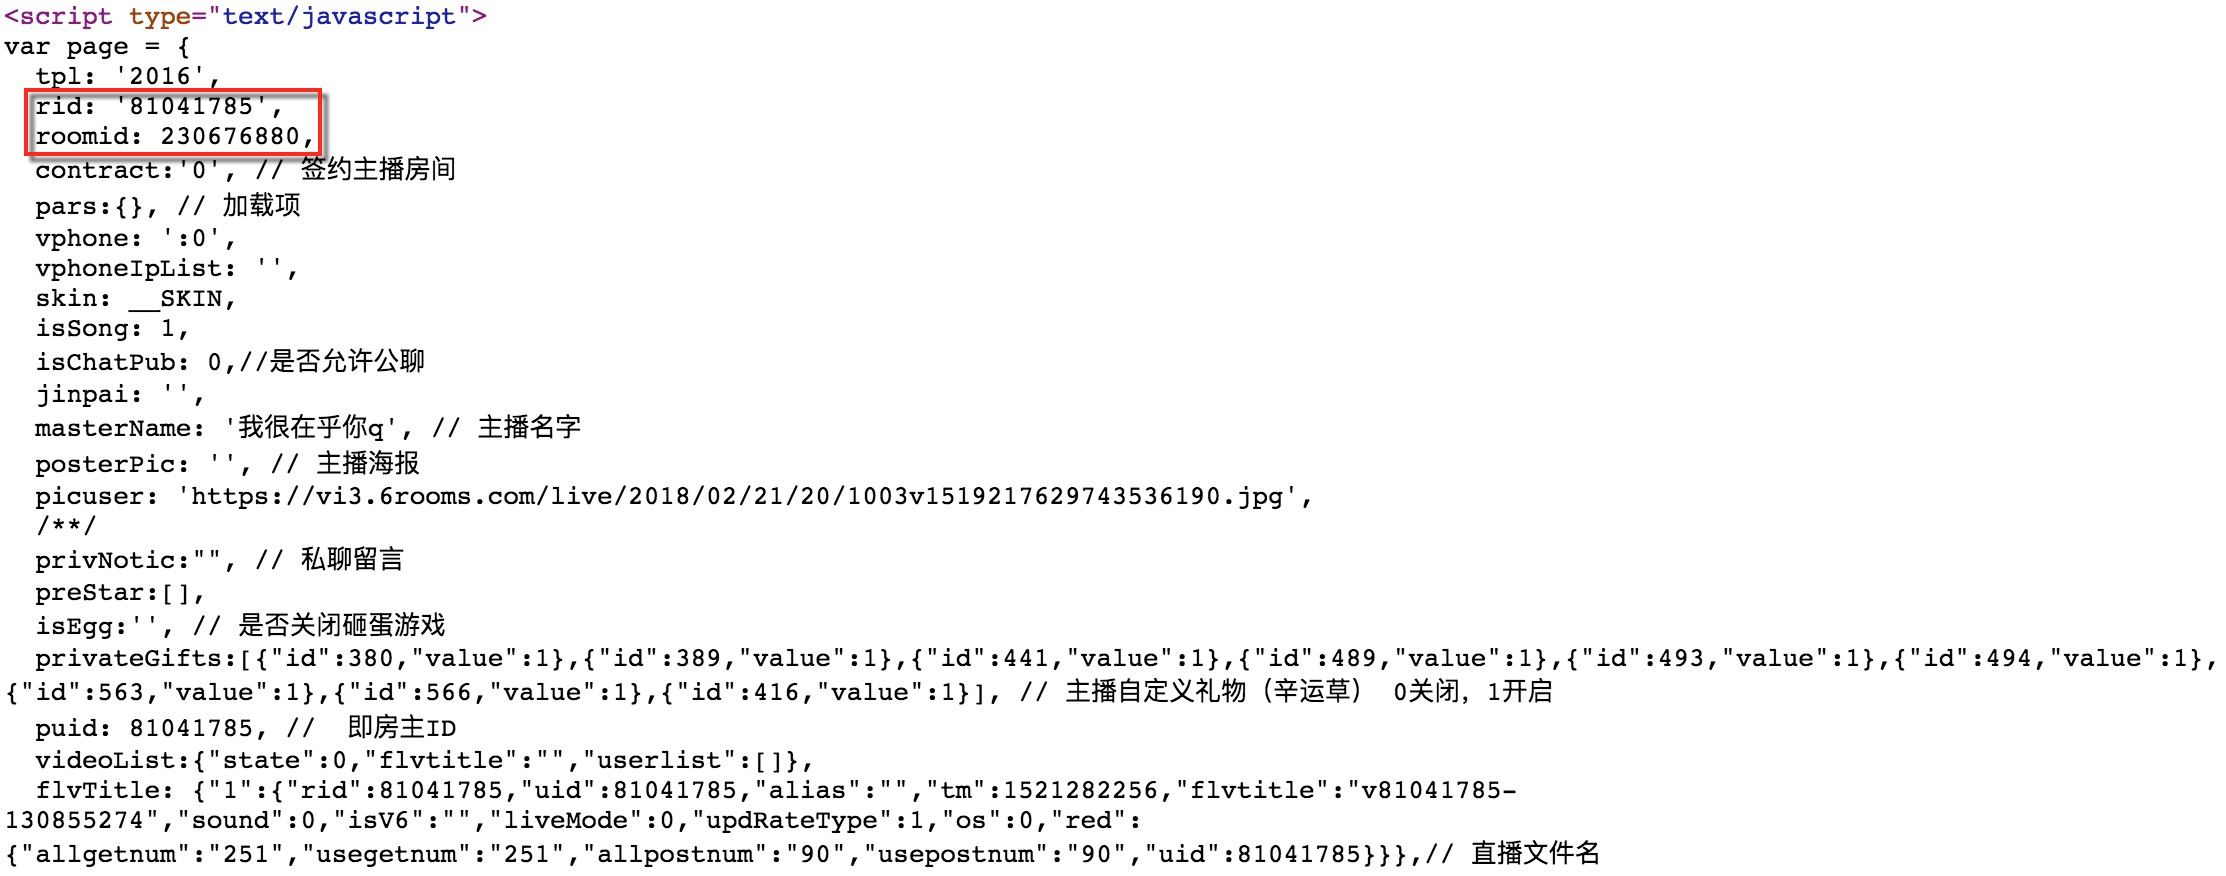 <script type="text/javascript">
var page = {
tpl: '2016',
rid: '81041785',
roomid: 230676880,
contract:'0', // 签约主播房间
pars:{}, // 加载项
vphone: ':0',
vphoneIpList: '',
skin: __SKIN,
isSong: 1,
isChatPub: 0,//是否允许公聊
jinpai: '',
masterName: '我很在乎你q', // 主播名字
posterPic: '', // 主播海报
picuser: 'https://vi3.6rooms.com/live/2018/02/21/20/1003v1519217629743536190.jpg',
/**/
privNotic:"", // 私聊留言
preStar:[],
isEgg:'', // 是否关闭砸蛋游戏
privateGifts:[{"id":380,"value":1},{"id":389,"value":1},{"id":441,"value":1},{"id":489,"value":1},{"id":493,"value":1},{"id":494,"value":1},
{"id":563,"value":1},{"id":566,"value":1},{"id":416,"value":1}], // 主播自定义礼物（辛运草） 0关闭，1开启
puid: 81041785, // 即房主ID
videoList:{"state":0,"flvtitle":"","userlist":[]},
flvTitle: {"1":{"rid":81041785,"uid":81041785,"alias":"","tm":1521282256,"flvtitle":"v81041785-
130855274","sound":0,"isV6":"","liveMode":0,"updRateType":1,"os":0,"red":
{"allgetnum":"251","usegetnum":"251","allpostnum":"90","usepostnum":"90","uid":81041785}}},// 直播文件名